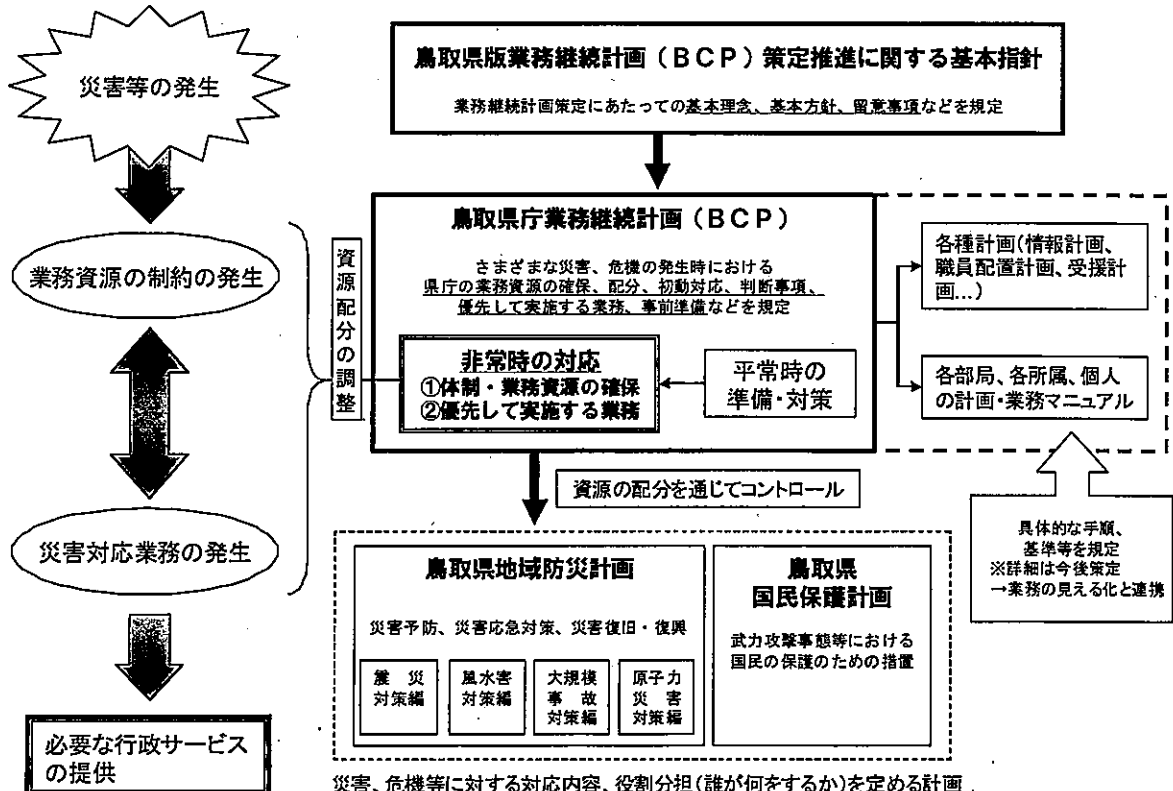 災害等の発生
業務資源の制約の発生
災害対応業務の発生
必要な行政サービス
の提供
資源配分の調整
鳥取県版業務継続計画(BCP)策定推進に関する基本指針
業務継続計画策定にあたっての基本理念、基本方針、留意事項などを規定
鳥取県庁業務継続計画(BCP)
さまざまな災害、危機の発生時における
県庁の業務資源の確保、配分、初動対応、判断事項、
優先して実施する業務、事前準備などを規定
非常時の対応
①体制・業務資源の確保
②優先して実施する業務
平常時の
準備・対策
各種計画(情報計画、
職員配置計画、受援計
画…)
各部局、各所属、個人
の計画・業務マニュアル
具体的な手順、
基準等を規定
※詳細は今後策定
→業務の見える化と連携
資源の配分を通じてコントロール
鳥取県地域防災計画
災害予防、災害応急対策、災害復旧・復興
震災
対策編
風水害
対策編
大規模
事故
対策編
原子力
災害
対策編
鳥取県
国民保護計画
武力攻撃事態等における
国民の保護のための措置
災害、危機等に対する対応内容、役割分担(誰が何をするか)を定める計画